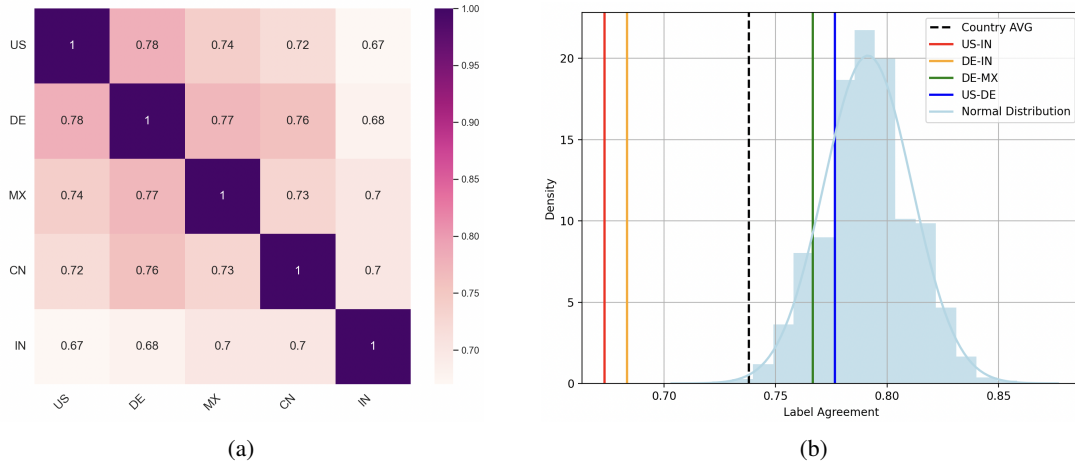 US 1 0.78 0.74 0.72 0.67
DE 0.78 1 0.77 0.76 0.68
MX 0.74 0.77 1 0.73 0.7
CN 0.72 0.76 0.73 1 0.7
IN 0.67 0.68 0.7 0.7 1
US DE MX CN IN
1.00
0.95
0.90
0.85
0.80
0.75
0.70
(a)
Density
20
15
10
5
0
0.70 0.75 0.80 0.85
Label Agreement
Country AVG
US-IN
DE-IN
DE-MX
US-DE
Normal Distribution
(b)